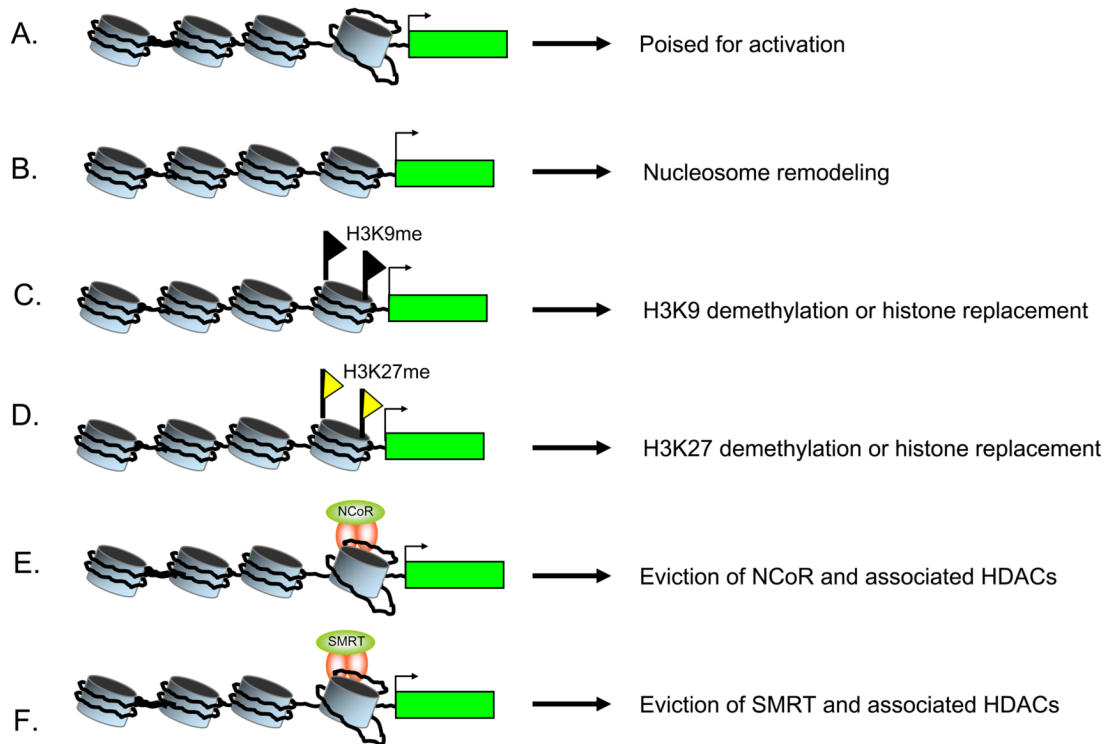 A. Poised for activation
B. Nucleosome remodeling
H3K9me
C. H3K9 demethylation or histone replacement
H3K27me
D. H3K27 demethylation or histone replacement
NCoR
E. Eviction of NCoR and associated HDACs
SMRT
F. Eviction of SMRT and associated HDACs